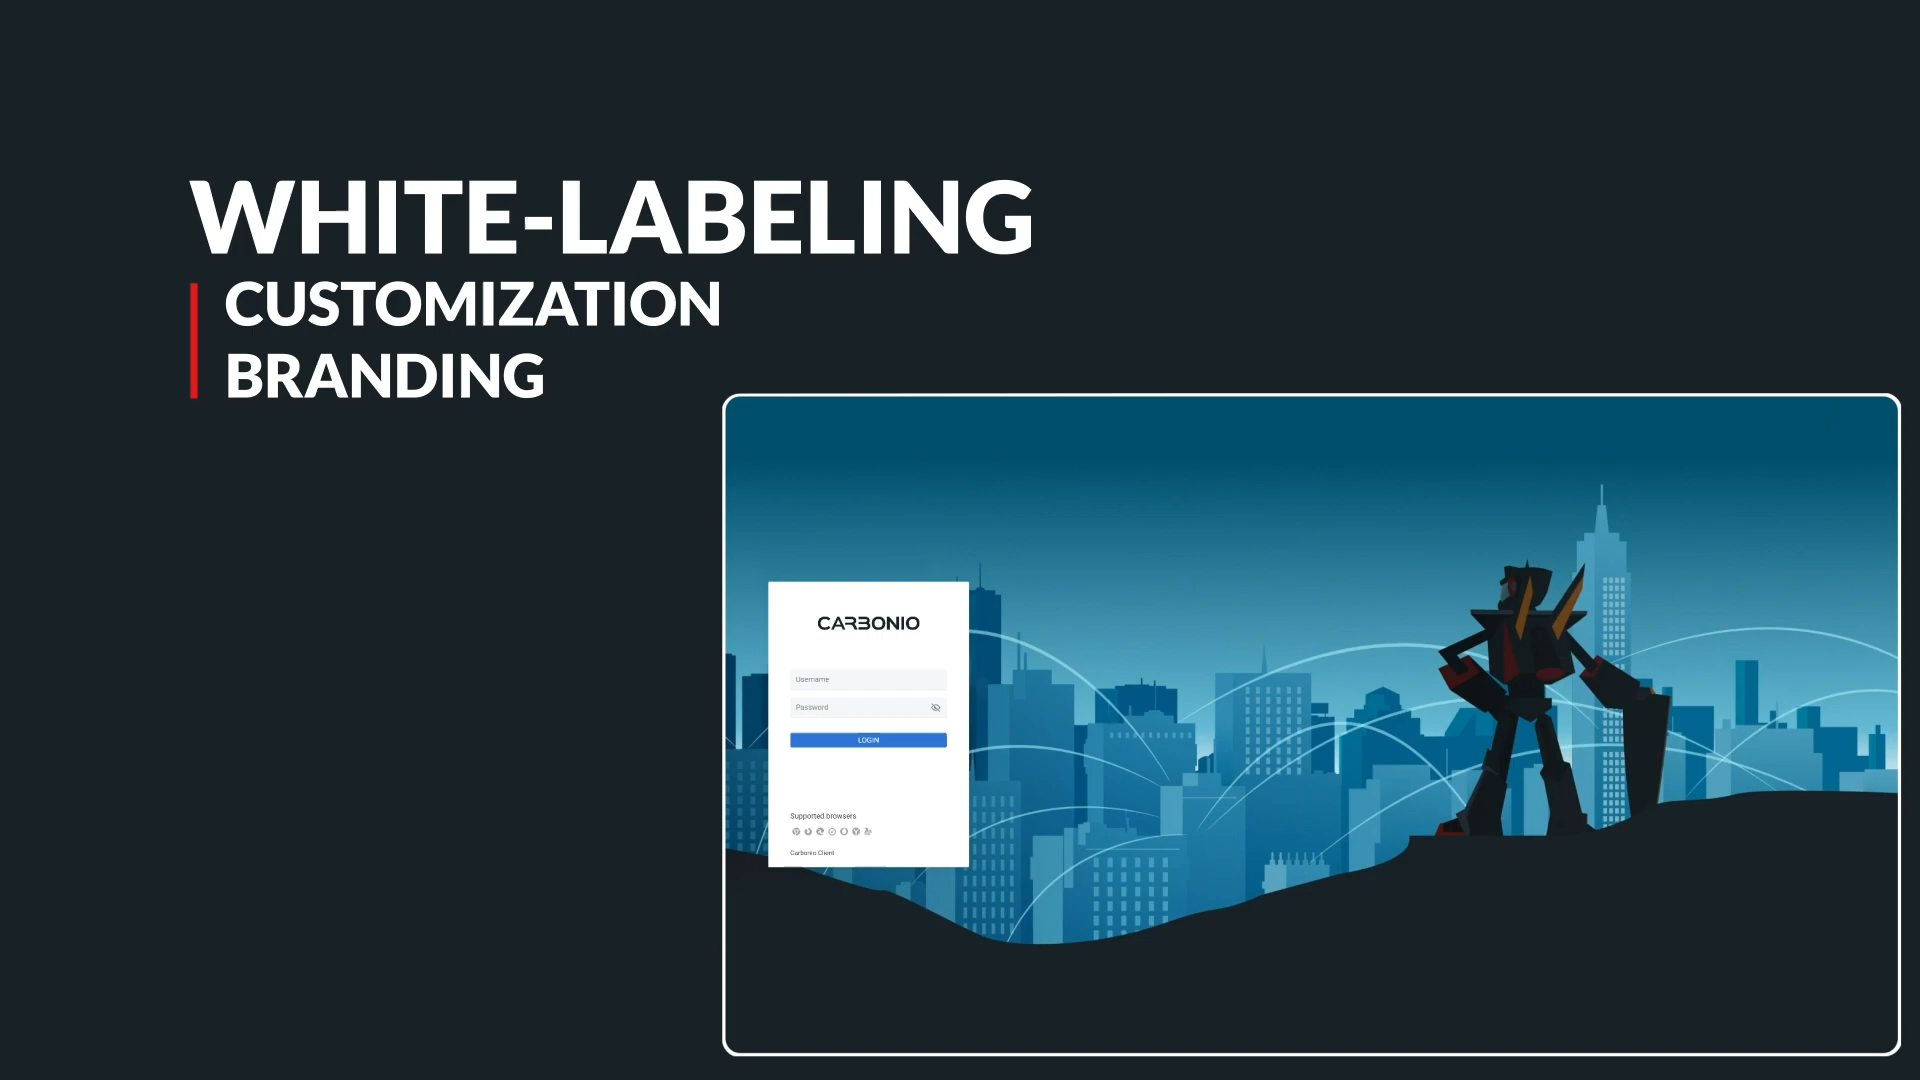 WHITE-LABELING
CUSTOMIZATION
BRANDING
CARBONIO
Username
Password
LOGIN
Supported browsers
Carbonio Client